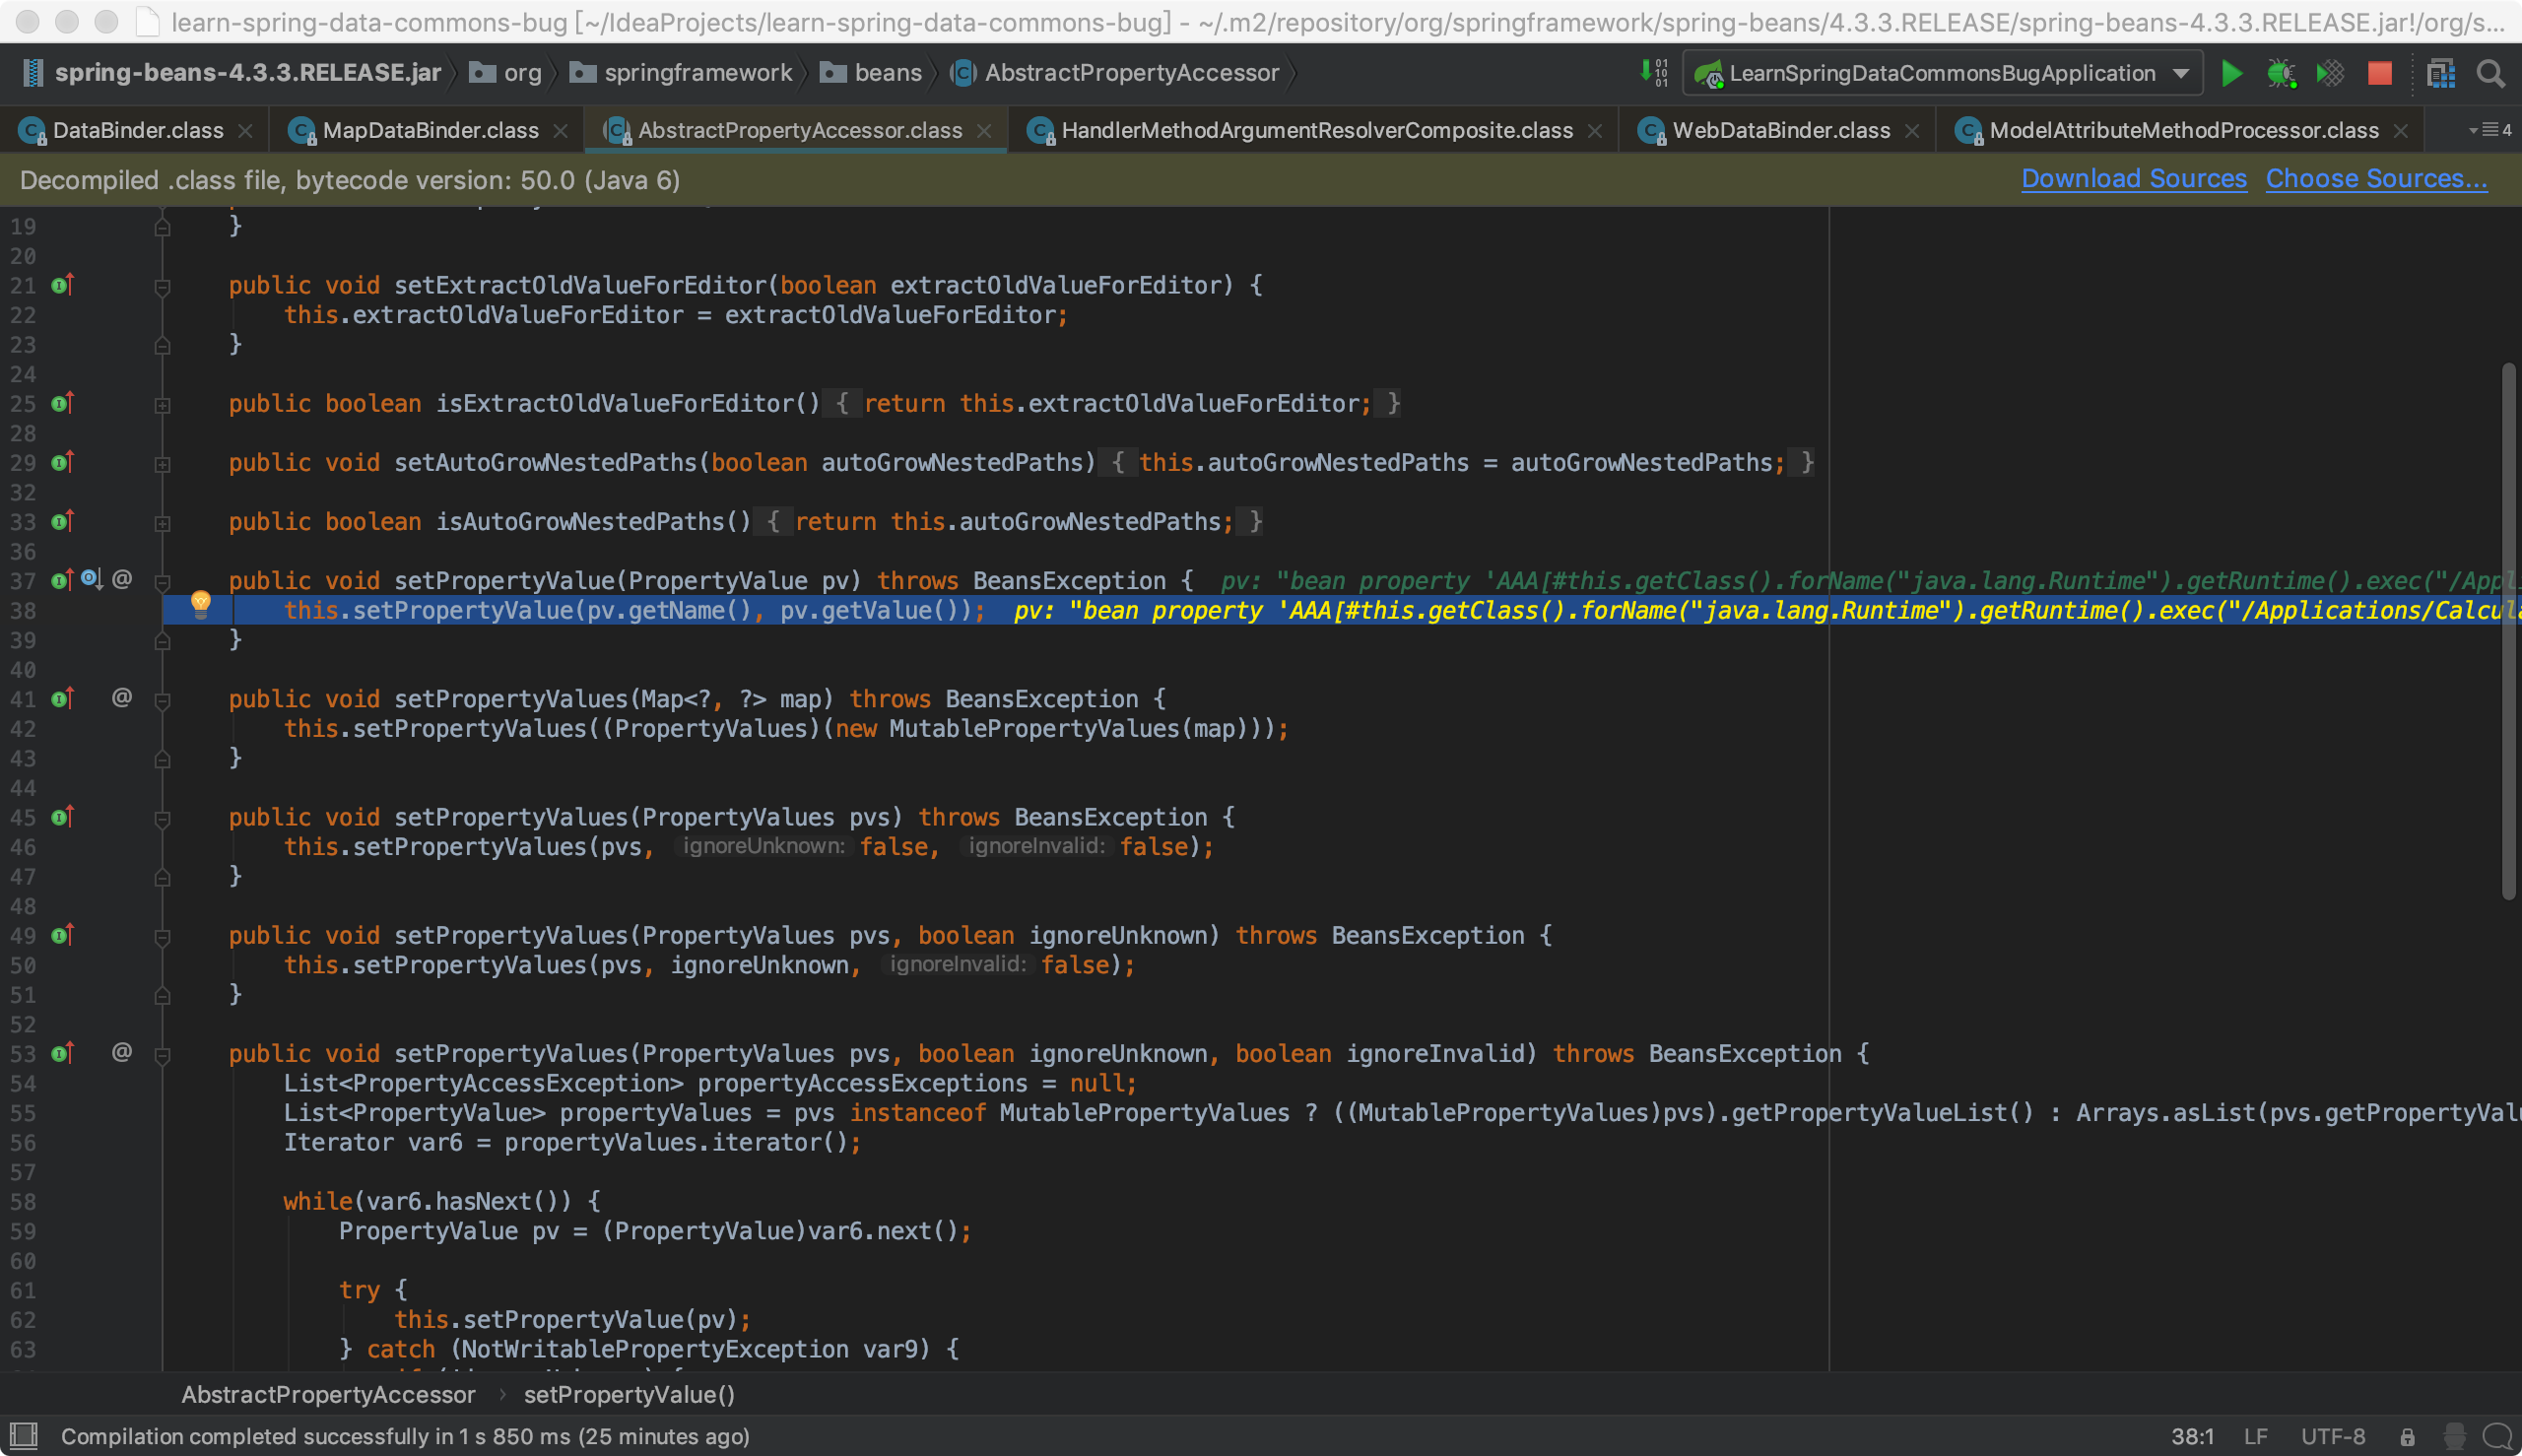 learn-spring-data-commons-bug [~/IdeaProjects/learn-spring-data-commons-bug] - ~/.m2/repository/org/springframework/spring-beans/4.3.3.RELEASE/spring-beans-4.3.3.RELEASE.jar!/org/s...
spring-beans-4.3.3.RELEASE.jar org springframework beans AbstractPropertyAccessor LearnSpringDataCommonsBugApplication
DataBinder.class MapDataBinder.class AbstractPropertyAccessor.class HandlerMethodArgumentResolverComposite.class WebDataBinder.class ModelAttributeMethodProcessor.class 4
Decompiled .class file, bytecode version: 50.0 (Java 6) Download Sources Choose Sources...
19 }
20
21 public void setExtractOldValueForEditor(boolean extractOldValueForEditor) {
22 this.extractOldValueForEditor = extractOldValueForEditor;
23 }
24
25 public boolean isExtractOldValueForEditor() { return this.extractOldValueForEditor; }
28
29 public void setAutoGrowNestedPaths(boolean autoGrowNestedPaths) { this.autoGrowNestedPaths = autoGrowNestedPaths; }
32
33 public boolean isAutoGrowNestedPaths() { return this.autoGrowNestedPaths; }
36
37 @ public void setPropertyValue(PropertyValue pv) throws BeansException { pv: "bean property 'AAA[#this.getClass().forName("java.lang.Runtime").getRuntime().exec("/Appl
38 this.setPropertyValue(pv.getName(), pv.getValue()); pv: "bean property 'AAA[#this.getClass().forName("java.lang.Runtime").getRuntime().exec("/Applications/Calcul
39 }
40
41 @ public void setPropertyValues(Map<?, ?> map) throws BeansException {
42 this.setPropertyValues((PropertyValues)(new MutablePropertyValues(map)));
43 }
44
45 public void setPropertyValues(PropertyValues pvs) throws BeansException {
46 this.setPropertyValues(pvs, ignoreUnknown: false, ignoreInvalid: false);
47 }
48
49 public void setPropertyValues(PropertyValues pvs, boolean ignoreUnknown) throws BeansException {
50 this.setPropertyValues(pvs, ignoreUnknown, ignoreInvalid: false);
51 }
52
53 @ public void setPropertyValues(PropertyValues pvs, boolean ignoreUnknown, boolean ignoreInvalid) throws BeansException {
54 List<PropertyAccessException> propertyAccessExceptions = null;
55 List<PropertyValue> propertyValues = pvs instanceof MutablePropertyValues ? ((MutablePropertyValues)pvs).getPropertyValueList() : Arrays.asList(pvs.getPropertyVal
56 Iterator var6 = propertyValues.iterator();
57
58 while(var6.hasNext()) {
59 PropertyValue pv = (PropertyValue)var6.next();
60
61 try {
62 this.setPropertyValue(pv);
63 } catch (NotWritablePropertyException var9) {
AbstractPropertyAccessor setPropertyValue()
Compilation completed successfully in 1 s 850 ms (25 minutes ago) 38:1 LF UTF-8